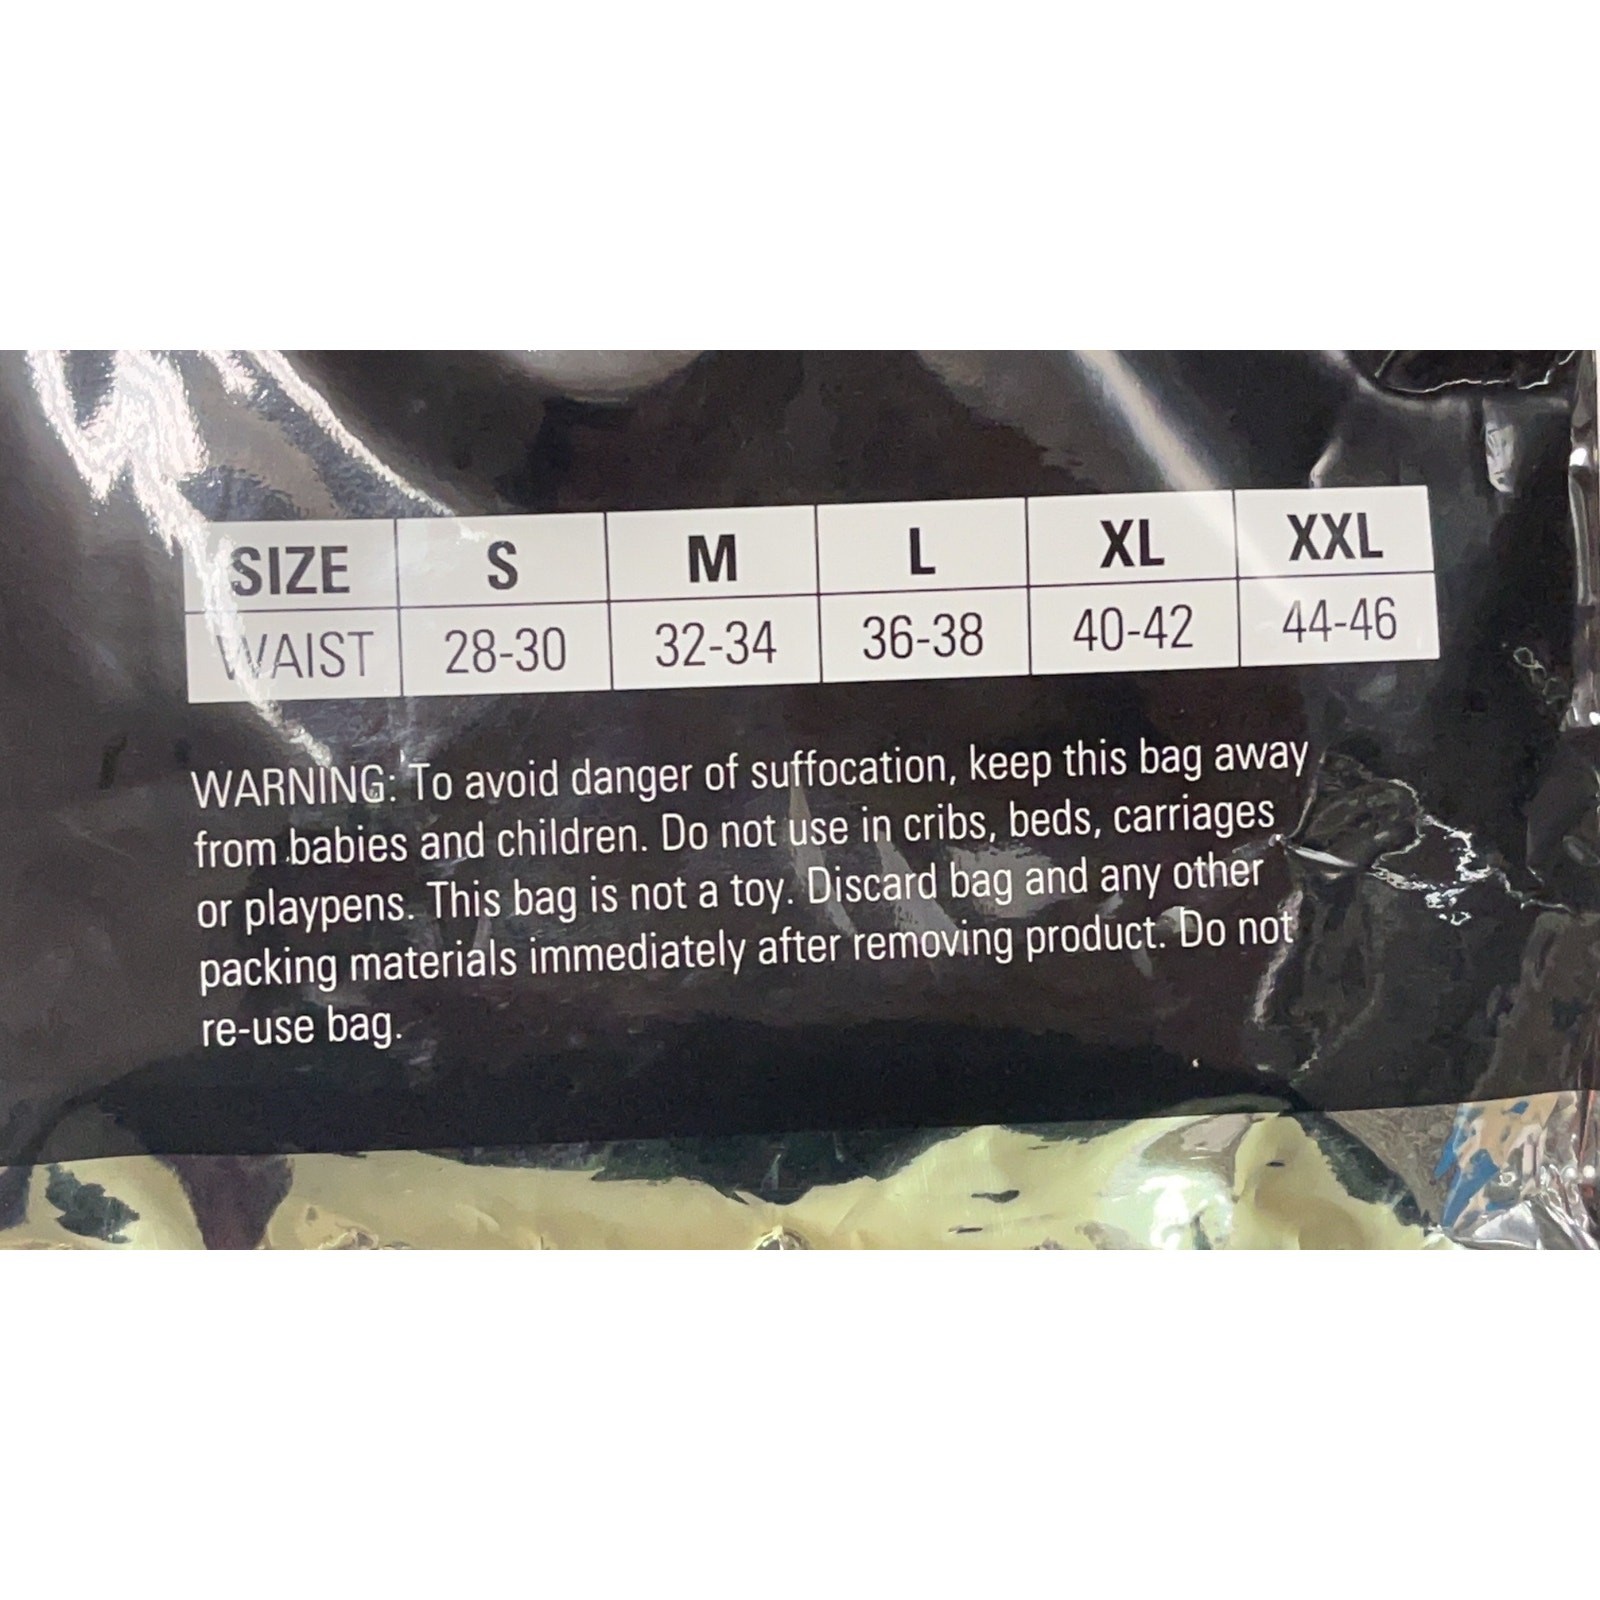 SIZE S M L XL XXL
WAIST 28-30 32-34 36-38 40-42 44-46
WARNING: To avoid danger of suffocation, keep this bag away
from babies and children. Do not use in cribs, beds, carriages
or playpens. This bag is not a toy. Discard bag and any other
packing materials immediately after removing product. Do not
re-use bag.